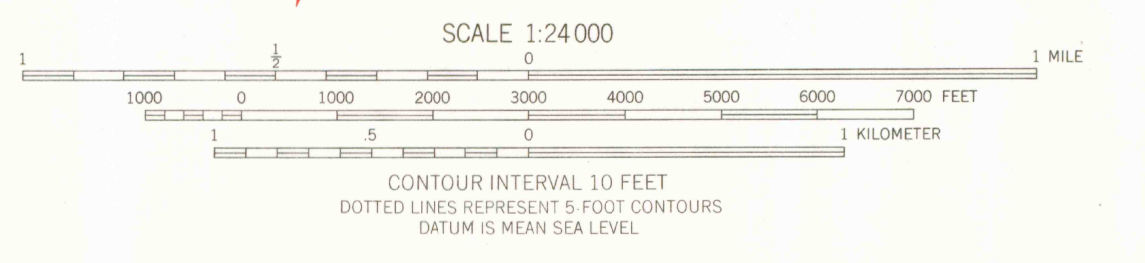 SCALE 1:24 000
1 1/2 0 1 MILE
1000 0 1000 2000 3000 4000 5000 6000 7000 FEET
1 .5 0 1 KILOMETER
CONTOUR INTERVAL 10 FEET
DOTTED LINES REPRESENT 5-FOOT CONTOURS
DATUM IS MEAN SEA LEVEL